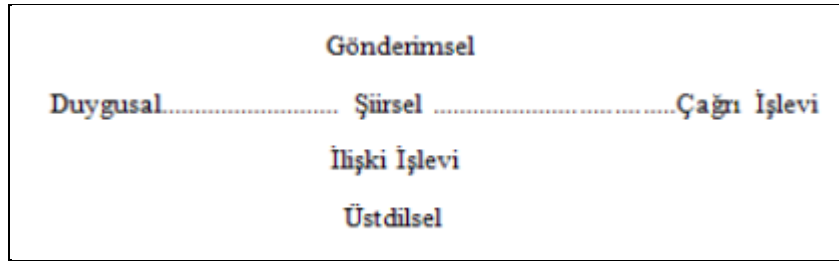 Gönderimsel
Duygusal........................... Şiirsel .....................................Çağrı İşlevi
İlişki İşlevi
Üstdilsel